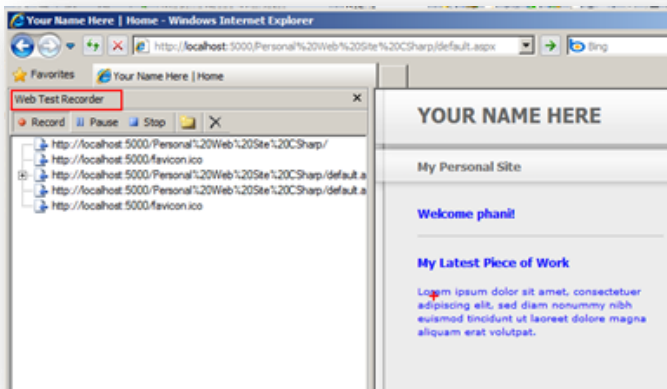 Your Name Here | Home - Windows Internet Explorer
http://localhost:5000/Personal%20Web%20Site%20CSharp/default.aspx
Bing
Favorites
Your Name Here | Home
Web Test Recorder
Record Pause Stop
http://localhost:5000/Personal%20Web%20Site%20CSharp/
http://localhost:5000/favicon.ico
http://localhost:5000/Personal%20Web%20Site%20CSharp/default.a
http://localhost:5000/Personal%20Web%20Site%20CSharp/default.a
http://localhost:5000/favicon.ico
YOUR NAME HERE
My Personal Site
Welcome phani!
My Latest Piece of Work
Lorem ipsum dolor sit amet, consectetuer
adipiscing elit, sed diam nonummy nibh
euismod tincidunt ut laoreet dolore magna
aliquam erat volutpat.